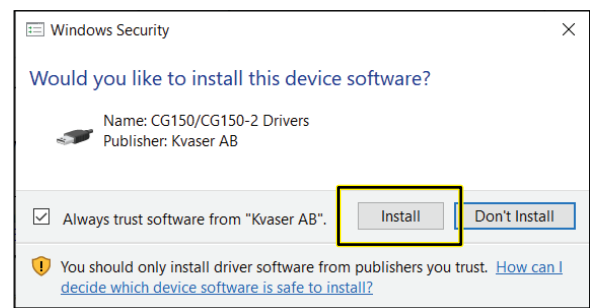 Windows Security
Would you like to install this device software?
Name: CG150/CG150-2 Drivers
Publisher: Kvaser AB
Always trust software from "Kvaser AB".
Install
Don't Install
You should only install driver software from publishers you trust. How can I
decide which device software is safe to install?